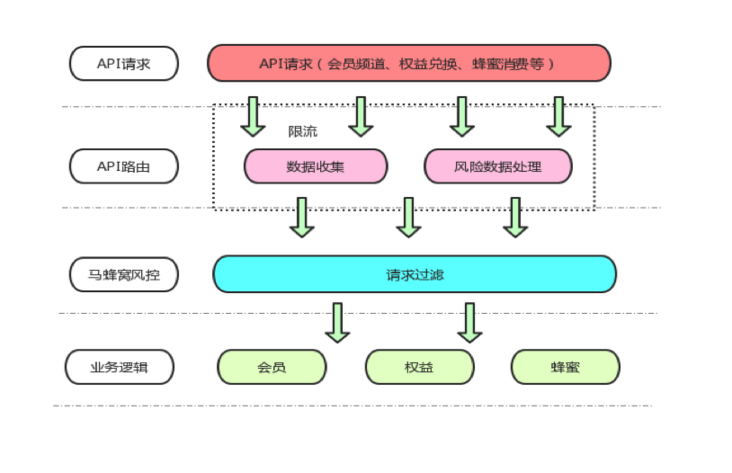 API请求
API请求（会员频道、权益兑换、蜂蜜消费等）
限流
API路由
数据收集
风险数据处理
马蜂窝风控
请求过滤
业务逻辑
会员
权益
蜂蜜